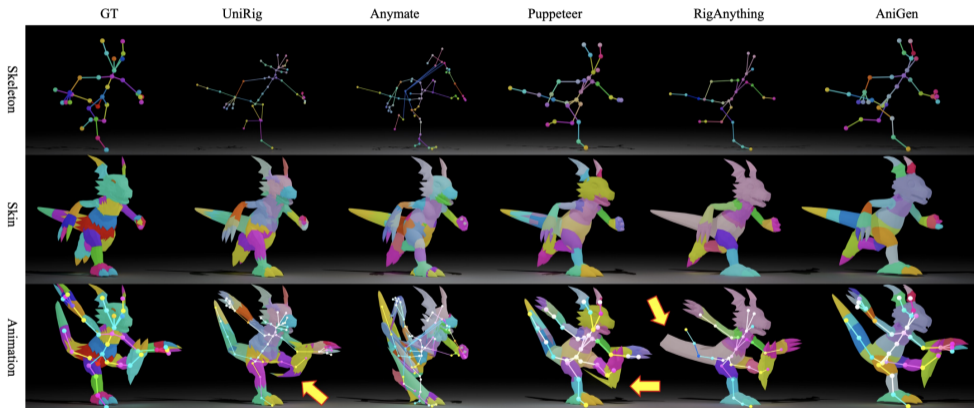 GT UniRig Anymate Puppeteer RigAnything AniGen
Skeleton
Skin
Animation